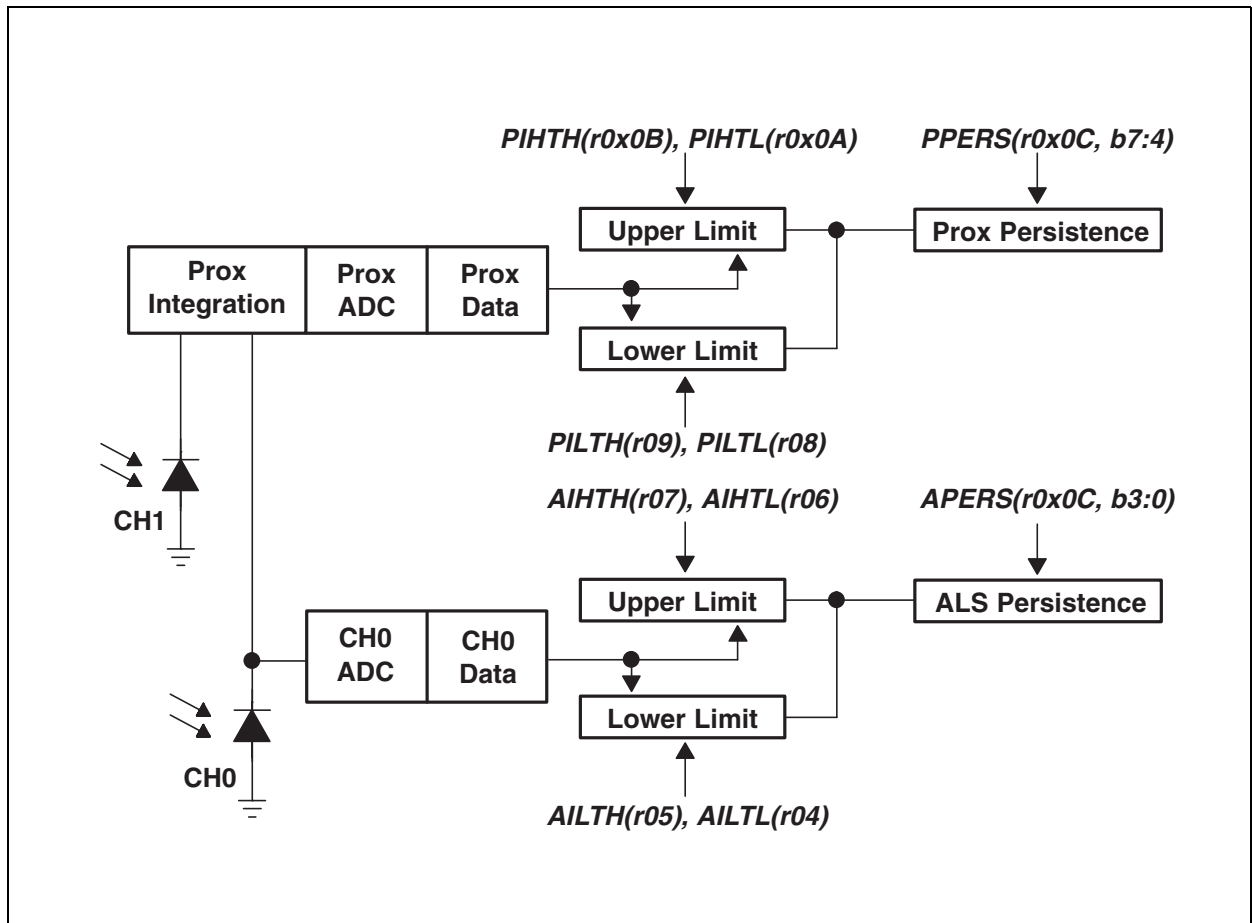 PIHTH(r0x0B), PIHTL(r0x0A)
PPERS(r0x0C, b7:4)
Upper Limit
Prox Persistence
Prox
Integration
Prox
ADC
Prox
Data
Lower Limit
PILTH(r09), PILTL(r08)
CH1
AIHTH(r07), AIHTL(r06)
APERS(r0x0C, b3:0)
Upper Limit
ALS Persistence
CH0
ADC
CH0
Data
Lower Limit
CH0
AILTH(r05), AILTL(r04)